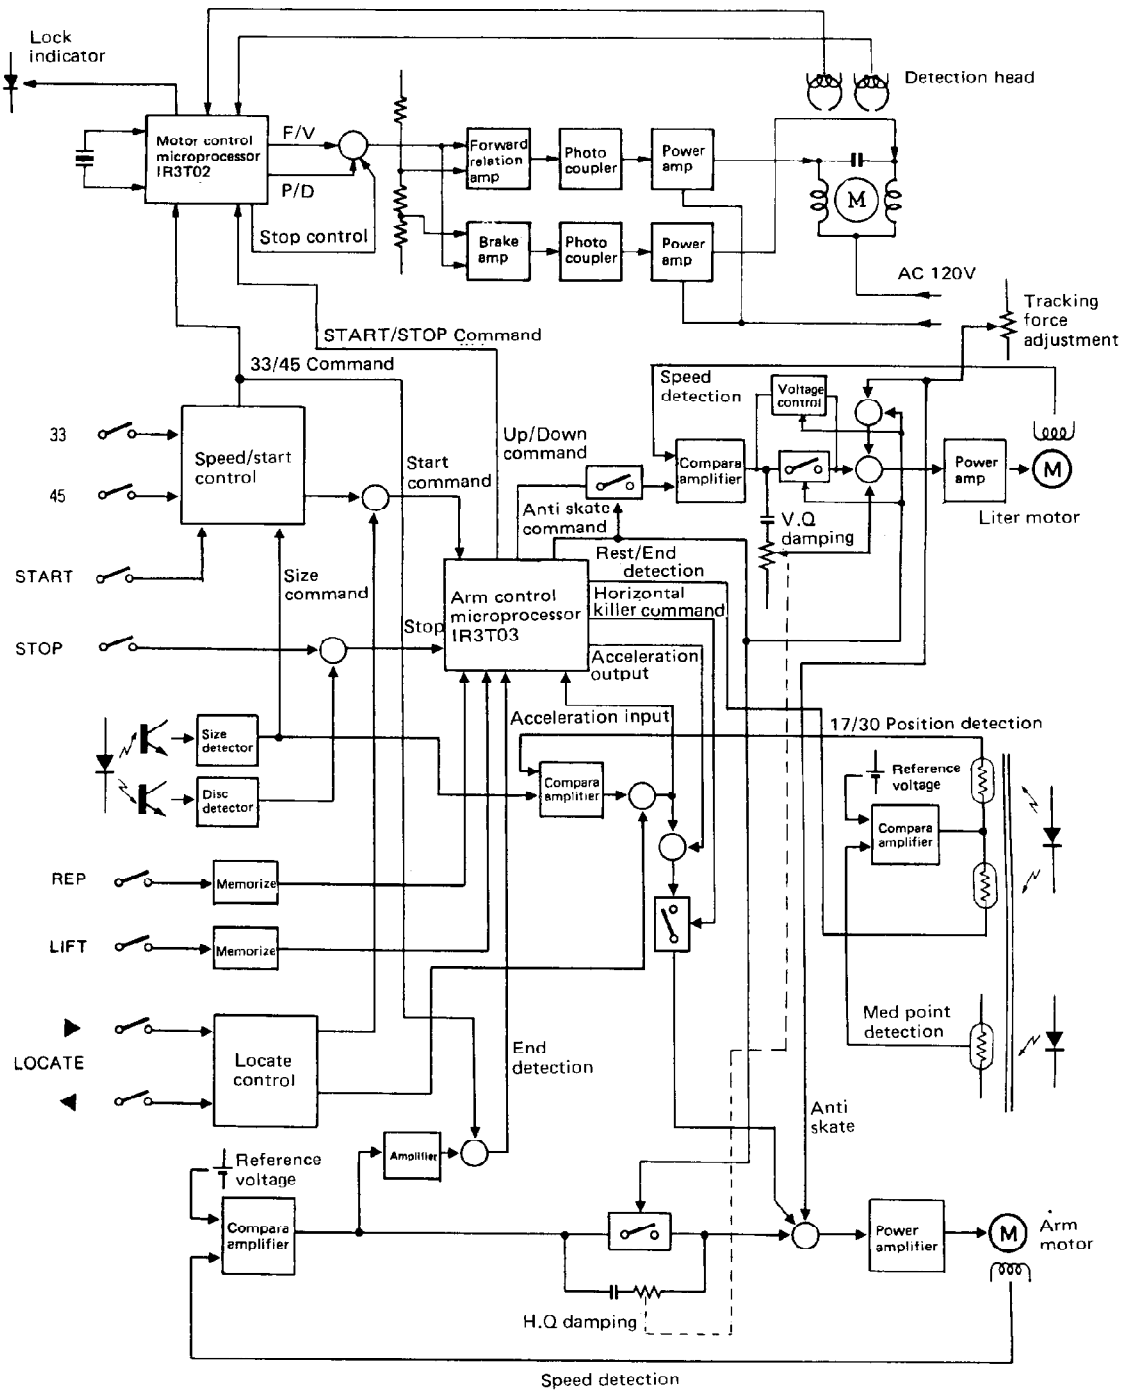 Lock
indicator
Detection head
Motor control
microprocessor
IR3T02
F/V
P/D
Stop control
Forward
relation
amp
Photo
coupler
Power
amp
M
Brake
amp
Photo
coupler
Power
amp
AC 120V
Tracking
force
adjustment
START/STOP Command
33/45 Command
Speed
detection
Voltage
control
33
45
Speed/start
control
Start
command
Up/Down
command
Compara
amplifier
Power
amp
M
Liter motor
Anti skate
command
V.Q
damping
START
Size
command
Rest/End
detection
Horizontal
killer command
Arm control
microprocessor
IR3T03
STOP
Stop
Acceleration
output
Acceleration input
17/30 Position detection
Size
detector
Disc
detector
Compara
amplifier
Reference
voltage
Compara
amplifier
REP
Memorize
LIFT
Memorize
Med point
detection
LOCATE
Locate
control
End
detection
Anti
skate
Amplifier
Reference
voltage
Compara
amplifier
Power
amplifier
M
Arm
motor
H.Q damping
Speed detection